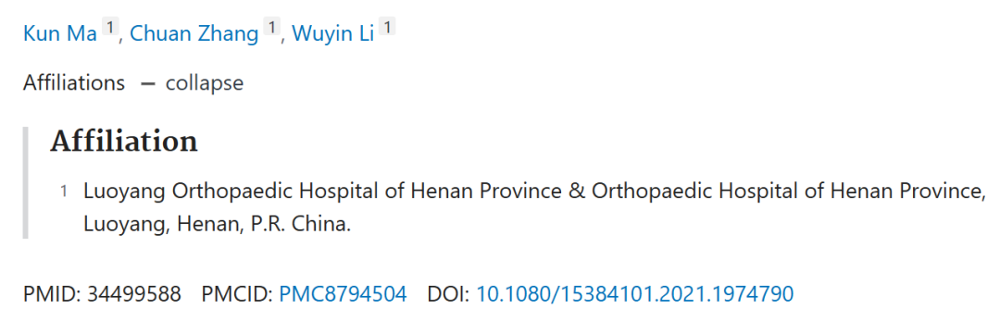 Kun Ma 1, Chuan Zhang 1, Wuyin Li 1
Affiliations — collapse
Affiliation
1 Luoyang Orthopaedic Hospital of Henan Province & Orthopaedic Hospital of Henan Province,
Luoyang, Henan, P.R. China.
PMID: 34499588 PMCID: PMC8794504 DOI: 10.1080/15384101.2021.1974790